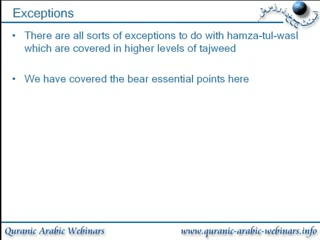 Exceptions
• There are all sorts of exceptions to do with hamza-tul-wasl
which are covered in higher levels of tajweed
• We have covered the bear essential points here
Quranic Arabic Webinars
www.quranic-arabic-webinars.info